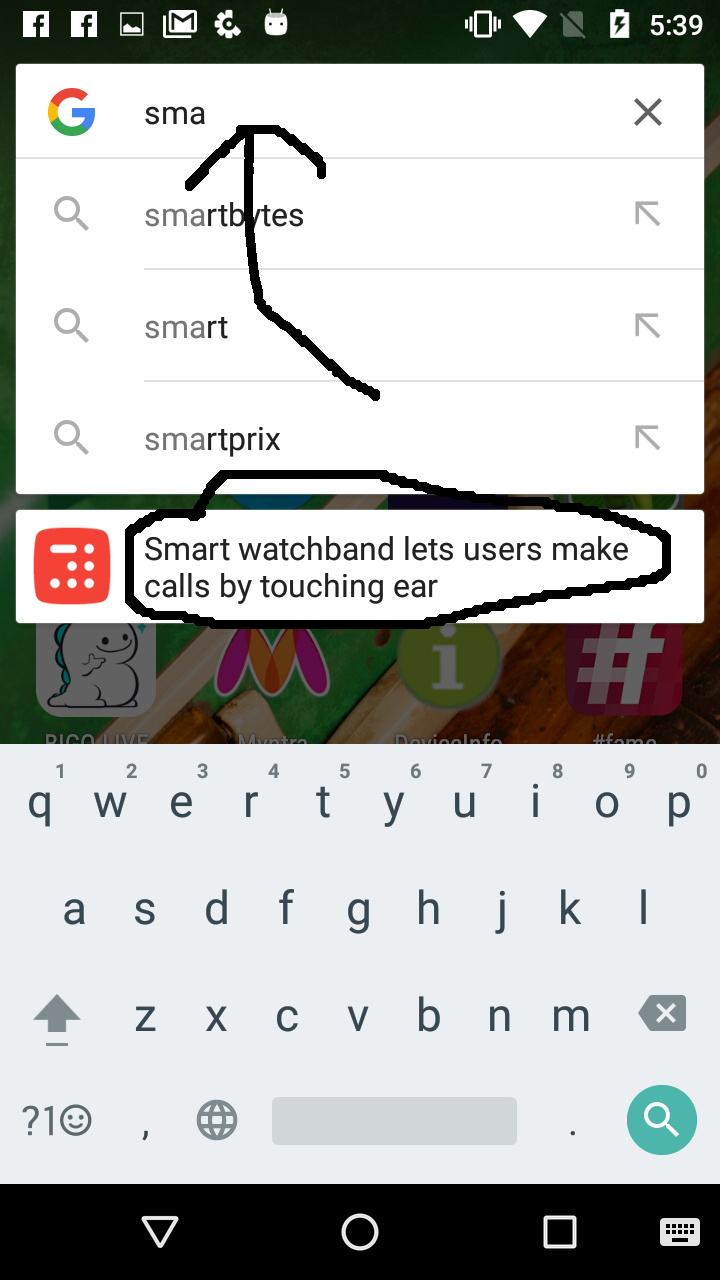 5:39
sma
smartbytes
smart
smartprix
Smart watchband lets users make
calls by touching ear
BIGO LIVE Myntra DeviceInfo #fame
1 2 3 4 5 6 7 8 9 0
q w e r t y u i o p
a s d f g h j k l
z x c v b n m
?1 , .